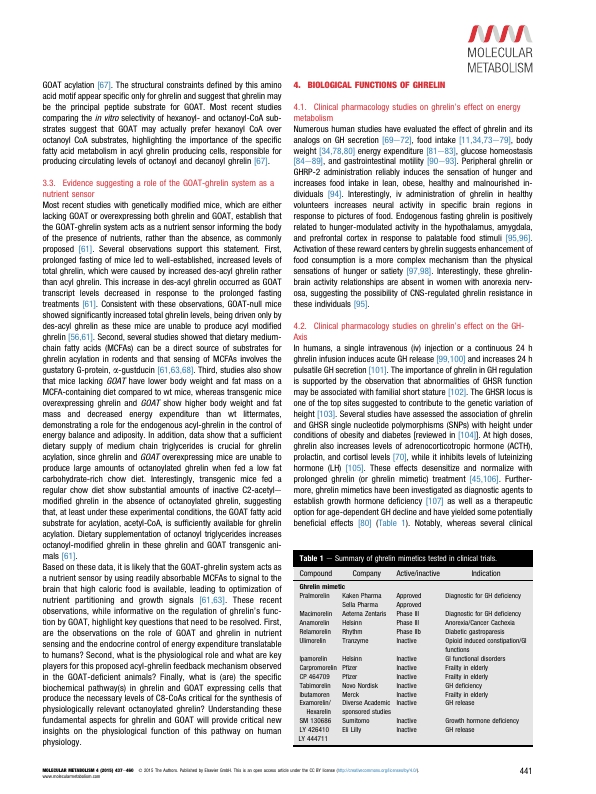 MOLECULAR
METABOLISM
GOAT acylation [67]. The structural constraints defined by this amino
acid motif appear specific only for ghrelin and suggest that ghrelin may
be the principal peptide substrate for GOAT. Most recent studies
comparing the in vitro selectivity of hexanoyl- and octanoyl-CoA sub-
strates suggest that GOAT may actually prefer hexanoyl CoA over
octanoyl CoA substrates, highlighting the importance of the specific
fatty acid metabolism in acyl ghrelin producing cells, responsible for
producing circulating levels of octanoyl and decanoyl ghrelin [67].
3.3. Evidence suggesting a role of the GOAT-ghrelin system as a
nutrient sensor
Most recent studies with genetically modified mice, which are either
lacking GOAT or overexpressing both ghrelin and GOAT, establish that
the GOAT-ghrelin system acts as a nutrient sensor informing the body
of the presence of nutrients, rather than the absence, as commonly
proposed [61]. Several observations support this statement. First,
prolonged fasting of mice led to well-established, increased levels of
total ghrelin, which were caused by increased des-acyl ghrelin rather
than acyl ghrelin. This increase in des-acyl ghrelin occurred as GOAT
transcript levels decreased in response to the prolonged fasting
treatments [61]. Consistent with these observations, GOAT-null mice
showed significantly increased total ghrelin levels, being driven only by
des-acyl ghrelin as these mice are unable to produce acyl modified
ghrelin [56,61]. Second, several studies showed that dietary medium-
chain fatty acids (MCFAs) can be a direct source of substrates for
ghrelin acylation in rodents and that sensing of MCFAs involves the
gustatory G-protein, α-gustducin [61,63,68]. Third, studies also show
that mice lacking GOAT have lower body weight and fat mass on a
MCFA-containing diet compared to wt mice, whereas transgenic mice
overexpressing ghrelin and GOAT show higher body weight and fat
mass and decreased energy expenditure than wt littermates,
demonstrating a role for the endogenous acyl-ghrelin in the control of
energy balance and adiposity. In addition, data show that a sufficient
dietary supply of medium chain triglycerides is crucial for ghrelin
acylation, since ghrelin and GOAT overexpressing mice are unable to
produce large amounts of octanoylated ghrelin when fed a low fat
carbohydrate-rich chow diet. Interestingly, transgenic mice fed a
regular chow diet show substantial amounts of inactive C2-acetyl—
modified ghrelin in the absence of octanoylated ghrelin, suggesting
that, at least under these experimental conditions, the GOAT fatty acid
substrate for acylation, acetyl-CoA, is sufficiently available for ghrelin
acylation. Dietary supplementation of octanoyl triglycerides increases
octanoyl-modified ghrelin in these ghrelin and GOAT transgenic ani-
mals [61].
Based on these data, it is likely that the GOAT-ghrelin system acts as
a nutrient sensor by using readily absorbable MCFAs to signal to the
brain that high caloric food is available, leading to optimization of
nutrient partitioning and growth signals [61,63]. These recent
observations, while informative on the regulation of ghrelin's func-
tion by GOAT, highlight key questions that need to be resolved. First,
are the observations on the role of GOAT and ghrelin in nutrient
sensing and the endocrine control of energy expenditure translatable
to humans? Second, what is the physiological role and what are key
players for this proposed acyl-ghrelin feedback mechanism observed
in the GOAT-deficient animals? Finally, what is (are) the specific
biochemical pathway(s) in ghrelin and GOAT expressing cells that
produce the necessary levels of C8-CoAs critical for the synthesis of
physiologically relevant octanoylated ghrelin? Understanding these
fundamental aspects for ghrelin and GOAT will provide critical new
insights on the physiological function of this pathway on human
physiology.
4. BIOLOGICAL FUNCTIONS OF GHRELIN
4.1. Clinical pharmacology studies on ghrelin's effect on energy
metabolism
Numerous human studies have evaluated the effect of ghrelin and its
analogs on GH secretion [69—72], food intake [11,34,73—79], body
weight [34,78,80] energy expenditure [81—83], glucose homeostasis
[84—89], and gastrointestinal motility [90—93]. Peripheral ghrelin or
GHRP-2 administration reliably induces the sensation of hunger and
increases food intake in lean, obese, healthy and malnourished in-
dividuals [94]. Interestingly, iv administration of ghrelin in healthy
volunteers increases neural activity in specific brain regions in
response to pictures of food. Endogenous fasting ghrelin is positively
related to hunger-modulated activity in the hypothalamus, amygdala,
and prefrontal cortex in response to palatable food stimuli [95,96].
Activation of these reward centers by ghrelin suggests enhancement of
food consumption is a more complex mechanism than the physical
sensations of hunger or satiety [97,98]. Interestingly, these ghrelin-
brain activity relationships are absent in women with anorexia nerv-
osa, suggesting the possibility of CNS-regulated ghrelin resistance in
these individuals [95].
4.2. Clinical pharmacology studies on ghrelin's effect on the GH-
Axis
In humans, a single intravenous (iv) injection or a continuous 24 h
ghrelin infusion induces acute GH release [99,100] and increases 24 h
pulsatile GH secretion [101]. The importance of ghrelin in GH regulation
is supported by the observation that abnormalities of GHSR function
may be associated with familial short stature [102]. The GHSR locus is
one of the top sites suggested to contribute to the genetic variation of
height [103]. Several studies have assessed the association of ghrelin
and GHSR single nucleotide polymorphisms (SNPs) with height under
conditions of obesity and diabetes [reviewed in [104]]. At high doses,
ghrelin also increases levels of adrenocorticotropic hormone (ACTH),
prolactin, and cortisol levels [70], while it inhibits levels of luteinizing
hormone (LH) [105]. These effects desensitize and normalize with
prolonged ghrelin (or ghrelin mimetic) treatment [45,106]. Further-
more, ghrelin mimetics have been investigated as diagnostic agents to
establish growth hormone deficiency [107] as well as a therapeutic
option for age-dependent GH decline and have yielded some potentially
beneficial effects [80] (Table 1). Notably, whereas several clinical
Table 1 — Summary of ghrelin mimetics tested in clinical trials.
Compound Company Active/inactive Indication
Ghrelin mimetic
Pralmorelin Kaken Pharma Approved Diagnostic for GH deficiency
Sella Pharma Approved
Macimorelin Aeterna Zentaris Phase III Diagnostic for GH deficiency
Anamorelin Helsinn Phase III Anorexia/Cancer Cachexia
Relamorelin Rhythm Phase IIb Diabetic gastroparesis
Ulimorelin Tranzyme Inactive Opioid induced constipation/GI
functions
Ipamorelin Helsinn Inactive GI functional disorders
Carpromorelin Pfizer Inactive Frailty in elderly
CP 464709 Pfizer Inactive Frailty in elderly
Tabimorelin Novo Nordisk Inactive GH deficiency
Ibutamoren Merck Inactive Frailty in elderly
Examorelin/ Diverse Academic Inactive GH release
Hexarelin sponsored studies
SM 130686 Sumitomo Inactive Growth hormone deficiency
LY 426410 Eli Lilly Inactive GH release
LY 444711
MOLECULAR METABOLISM 4 (2015) 437–460 © 2015 The Authors. Published by Elsevier GmbH. This is an open access article under the CC BY license (http://creativecommons.org/licenses/by/4.0/). 441
www.molecularmetabolism.com